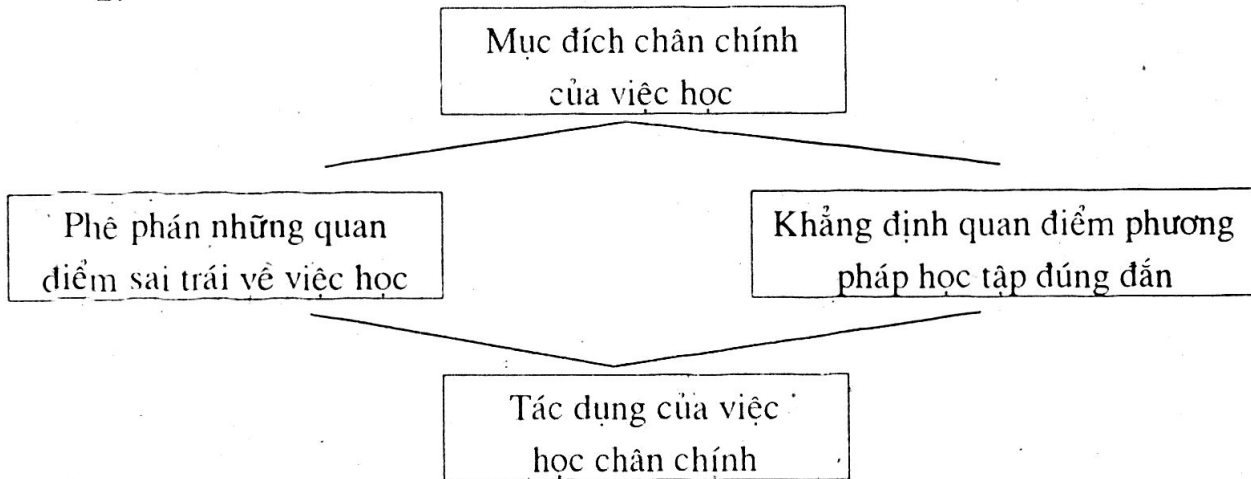 Mục đích chân chính
của việc học
Phê phán những quan
điểm sai trái về việc học
Khẳng định quan điểm phương
pháp học tập đúng đắn
Tác dụng của việc
học chân chính